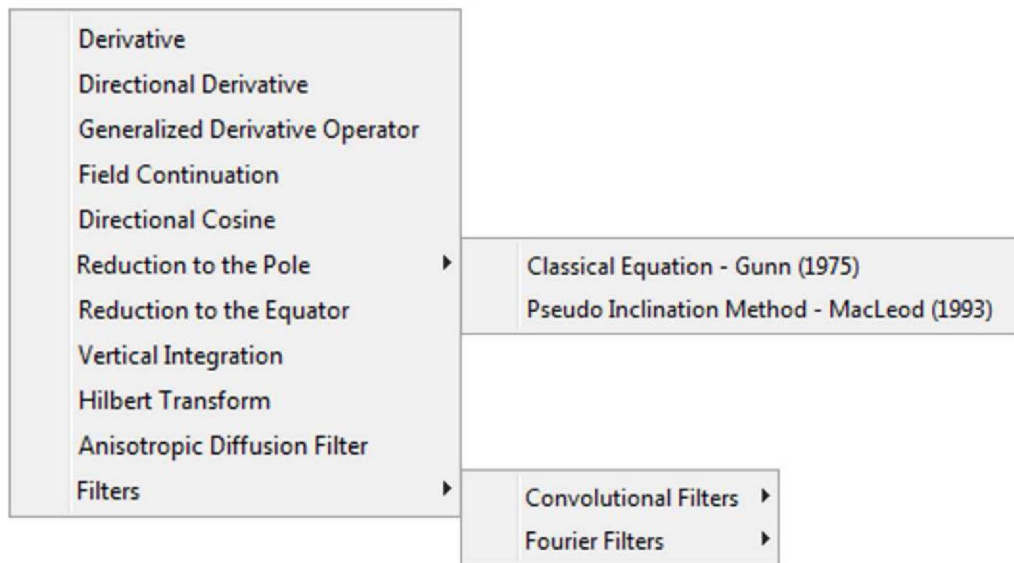 Derivative
Directional Derivative
Generalized Derivative Operator
Field Continuation
Directional Cosine
Reduction to the Pole
Classical Equation - Gunn (1975)
Pseudo Inclination Method - MacLeod (1993)
Reduction to the Equator
Vertical Integration
Hilbert Transform
Anisotropic Diffusion Filter
Filters
Convolutional Filters
Fourier Filters